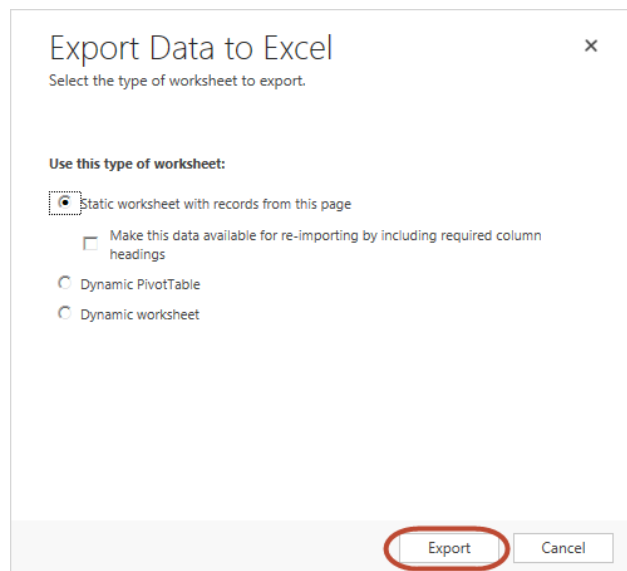 Export Data to Excel
Select the type of worksheet to export.
Use this type of worksheet:
Static worksheet with records from this page
Make this data available for re-importing by including required column
headings
Dynamic PivotTable
Dynamic worksheet
Export Cancel